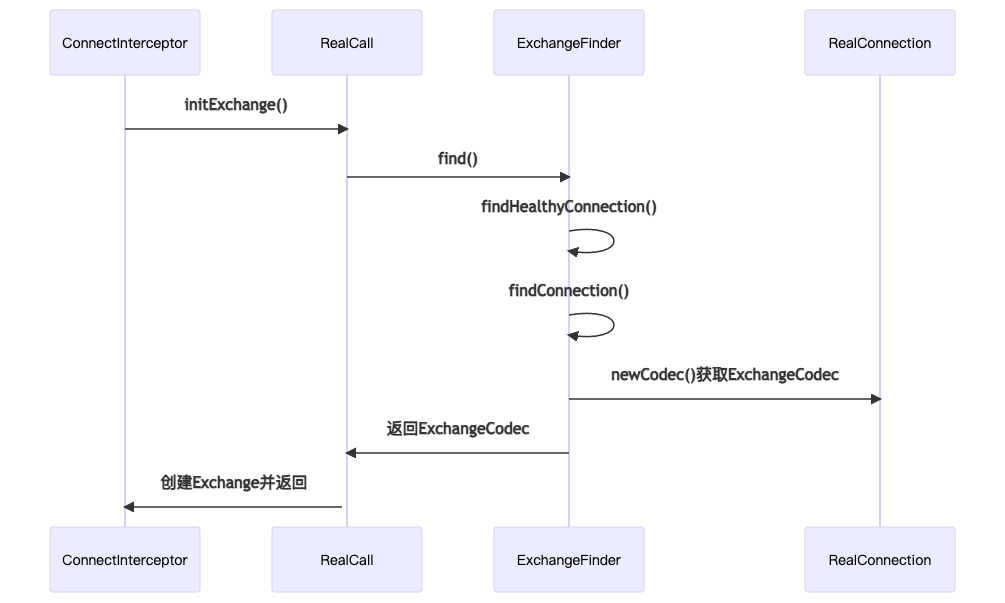 ConnectInterceptor
RealCall
ExchangeFinder
RealConnection
initExchange()
find()
findHealthyConnection()
findConnection()
newCodec()获取ExchangeCodec
返回ExchangeCodec
创建Exchange并返回
ConnectInterceptor
RealCall
ExchangeFinder
RealConnection